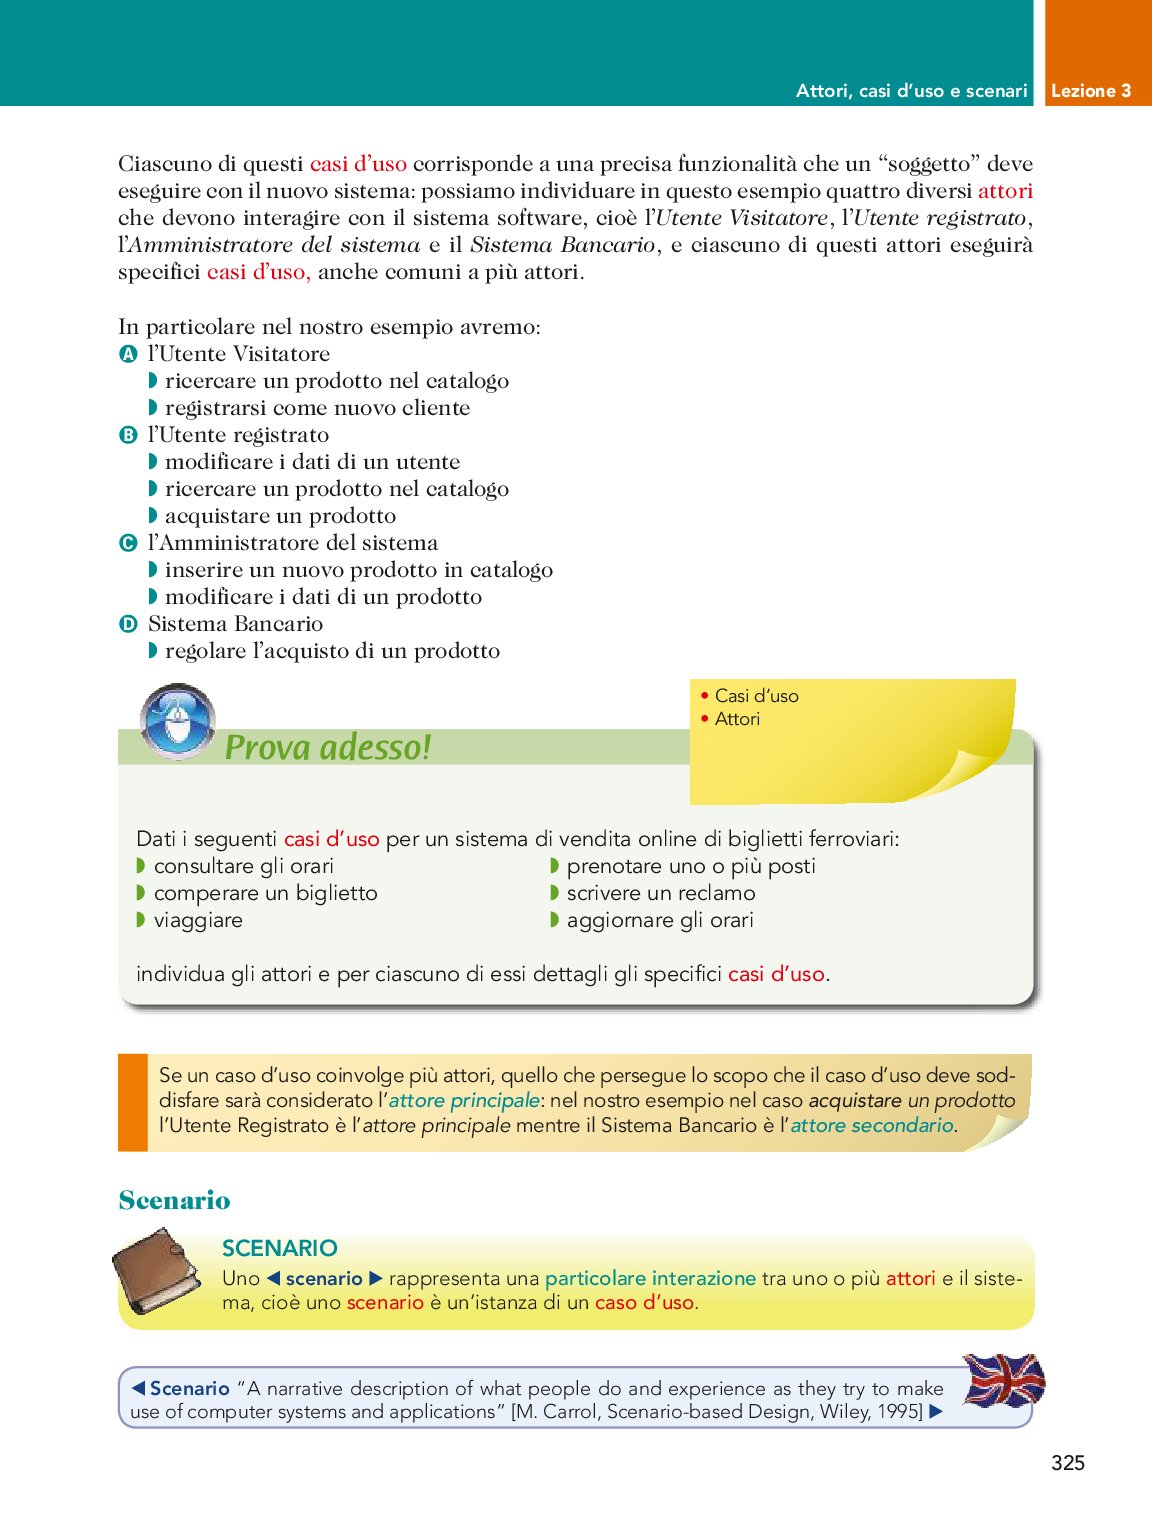 Attori, casi d'uso e scenari Lezione 3
Ciascuno di questi casi d'uso corrisponde a una precisa funzionalità che un “soggetto” deve
eseguire con il nuovo sistema: possiamo individuare in questo esempio quattro diversi attori
che devono interagire con il sistema software, cioè l'Utente Visitatore, l'Utente registrato,
l'Amministratore del sistema e il Sistema Bancario, e ciascuno di questi attori eseguirà
specifici casi d'uso, anche comuni a più attori.
In particolare nel nostro esempio avremo:
A l'Utente Visitatore
◗ ricercare un prodotto nel catalogo
◗ registrarsi come nuovo cliente
B l'Utente registrato
◗ modificare i dati di un utente
◗ ricercare un prodotto nel catalogo
◗ acquistare un prodotto
C l'Amministratore del sistema
◗ inserire un nuovo prodotto in catalogo
◗ modificare i dati di un prodotto
D Sistema Bancario
◗ regolare l'acquisto di un prodotto
• Casi d'uso
• Attori
Prova adesso!
Dati i seguenti casi d'uso per un sistema di vendita online di biglietti ferroviari:
◗ consultare gli orari
◗ comperare un biglietto
◗ viaggiare
◗ prenotare uno o più posti
◗ scrivere un reclamo
◗ aggiornare gli orari
individua gli attori e per ciascuno di essi dettagli gli specifici casi d'uso.
Se un caso d'uso coinvolge più attori, quello che persegue lo scopo che il caso d'uso deve sod-
disfare sarà considerato l'attore principale: nel nostro esempio nel caso acquistare un prodotto
l'Utente Registrato è l'attore principale mentre il Sistema Bancario è l'attore secondario.
Scenario
SCENARIO
Uno ◀ scenario ▶ rappresenta una particolare interazione tra uno o più attori e il siste-
ma, cioè uno scenario è un'istanza di un caso d'uso.
◀ Scenario “A narrative description of what people do and experience as they try to make
use of computer systems and applications” [M. Carrol, Scenario-based Design, Wiley, 1995] ▶
325